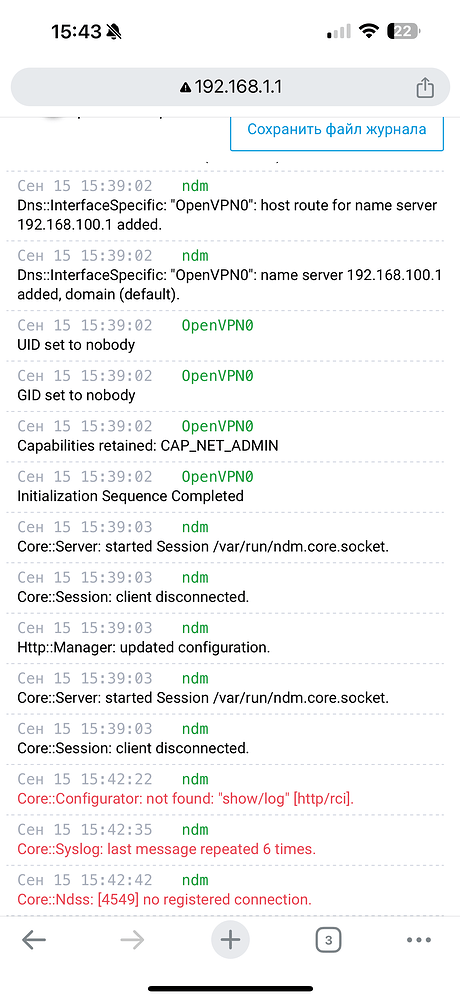 15:43
22
192.168.1.1
Сохранить файл журнала
Сен 15 15:39:02 ndm
Dns::InterfaceSpecific: "OpenVPN0": host route for name server
192.168.100.1 added.
Сен 15 15:39:02 ndm
Dns::InterfaceSpecific: "OpenVPN0": name server 192.168.100.1
added, domain (default).
Сен 15 15:39:02 OpenVPN0
UID set to nobody
Сен 15 15:39:02 OpenVPN0
GID set to nobody
Сен 15 15:39:02 OpenVPN0
Capabilities retained: CAP_NET_ADMIN
Сен 15 15:39:02 OpenVPN0
Initialization Sequence Completed
Сен 15 15:39:03 ndm
Core::Server: started Session /var/run/ndm.core.socket.
Сен 15 15:39:03 ndm
Core::Session: client disconnected.
Сен 15 15:39:03 ndm
Http::Manager: updated configuration.
Сен 15 15:39:03 ndm
Core::Server: started Session /var/run/ndm.core.socket.
Сен 15 15:39:03 ndm
Core::Session: client disconnected.
Сен 15 15:42:22 ndm
Core::Configurator: not found: "show/log" [http/rci].
Сен 15 15:42:35 ndm
Core::Syslog: last message repeated 6 times.
Сен 15 15:42:42 ndm
Core::Ndss: [4549] no registered connection.
3